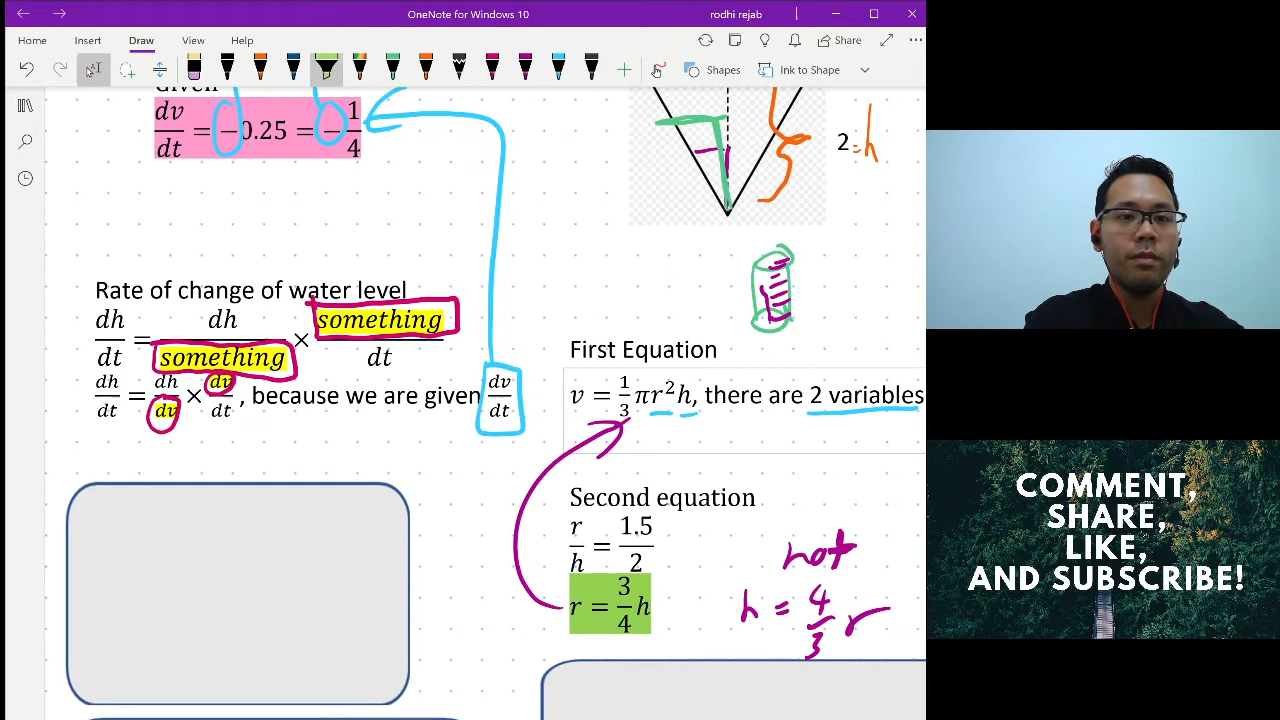 OneNote for Windows 10
rodhi rejab
Home Insert Draw View Help
Share
Shapes
Ink to Shape
Given
dv/dt = −0.25 = −1/4
2 = h
Rate of change of water level
dh/dt = dh/something × something/dt
dh/dt = dh/dv × dv/dt, because we are given dv/dt
First Equation
v = 1/3 πr²h, there are 2 variables
Second equation
r/h = 1.5/2
r = 3/4 h
not
h = 4/3 r
COMMENT,
SHARE,
LIKE,
AND SUBSCRIBE!